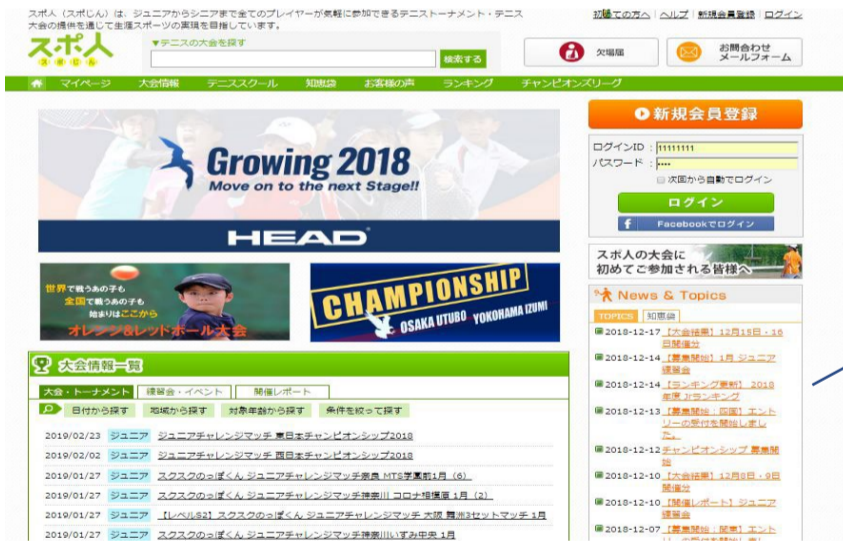 スポ人（スポじん）は、ジュニアからシニアまで全てのプレイヤーが気軽に参加できるテニストーナメント・テニス
大会の提供を通じて生涯スポーツの実現を目指しています。
初めての方へ | ヘルプ | 新規会員登録 | ログイン
スポ人
スポじん
▼テニスの大会を探す
検索する
欠場届
お問合わせ
メールフォーム
マイページ 大会情報 テニススクール 知恵袋 お客様の声 ランキング チャンピオンズリーグ
Growing 2018
Move on to the next Stage!!
HEAD
世界で戦うあの子も
全国で戦うあの子も
始まりはここから
オレンジ&レッドボール大会
CHAMPIONSHIP
OSAKA UTUBO YOKOHAMA IZUMI
新規会員登録
ログインID : 11111111
パスワード : ••••
次回から自動でログイン
ログイン
Facebookでログイン
スポ人の大会に
初めてご参加される皆様へ
News & Topics
TOPICS 知恵袋
2018-12-17 【大会結果】12月15日・16
日開催分
2018-12-14 【募集開始】1月 ジュニア
練習会
2018-12-14 【ランキング更新】 2018
年度 Jrランキング
2018-12-13 【募集開始：四国】エント
リーの受付を開始しまし
た。
2018-12-12 チャンピオンシップ 募集開
始
2018-12-10 【大会結果】12月8日・9日
開催分
2018-12-10 【開催レポート】ジュニア
練習会
2018-12-07 【募集開始：関東】エント
大会情報一覧
大会・トーナメント 練習会・イベント 開催レポート
日付から探す 地域から探す 対象年齢から探す 条件を絞って探す
2019/02/23 ジュニア ジュニアチャレンジマッチ 東日本チャンピオンシップ2018
2019/02/02 ジュニア ジュニアチャレンジマッチ 西日本チャンピオンシップ2018
2019/01/27 ジュニア スクスクのっぽくん ジュニアチャレンジマッチ奈良 MTS学園前1月（6）
2019/01/27 ジュニア スクスクのっぽくん ジュニアチャレンジマッチ神奈川 コロナ相模原 1月（2）
2019/01/27 ジュニア 【レベルS2】スクスクのっぽくん ジュニアチャレンジマッチ 大阪 舞洲3セットマッチ 1月
2019/01/27 ジュニア スクスクのっぽくん ジュニアチャレンジマッチ神奈川いずみ中央 1月